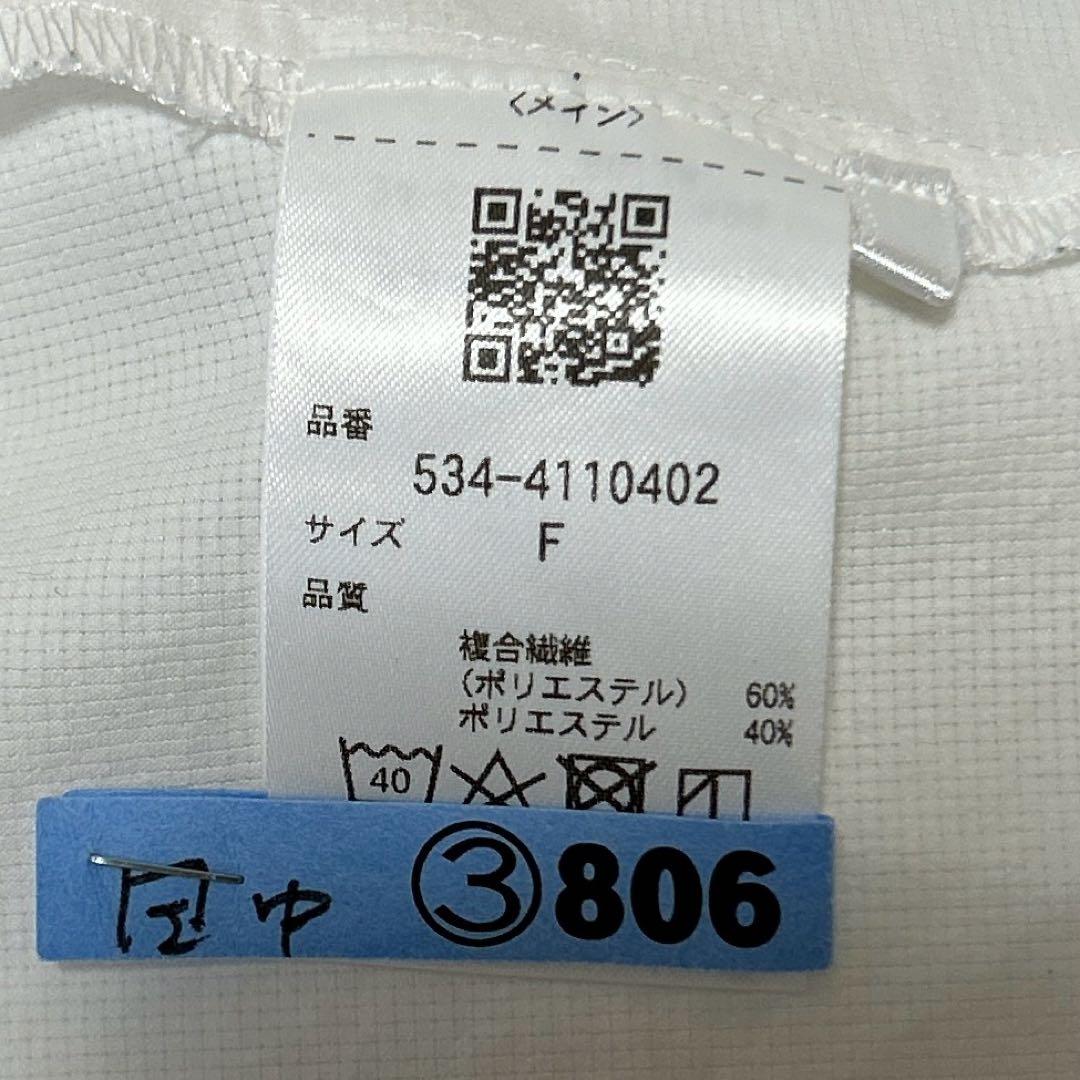 〈メイン〉
品番
534-4110402
サイズ F
品質
複合繊維
(ポリエステル) 60%
ポリエステル 40%
40
中 ③806